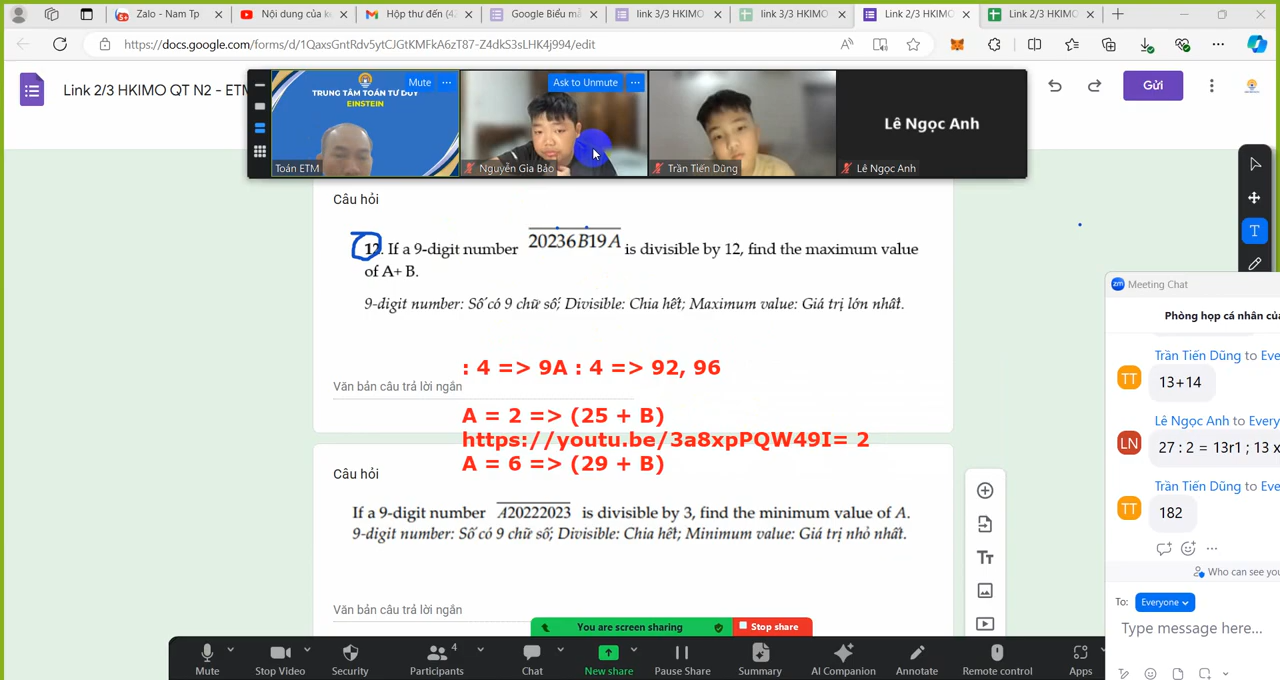 Zalo - Nam Tp
Nội dung của k
Hộp thư đến (4
Google Biểu m
link 3/3 HKIMO
link 3/3 HKIMO
Link 2/3 HKIMO
Link 2/3 HKIMO
https://docs.google.com/forms/d/1QaxsGntRdv5ytCJGtKMFkA6zT87-Z4dkS3sLHK4j994/edit
Link 2/3 HKIMO QT N2 - ETM
Gửi
Mute
TRUNG TÂM TOÁN TƯ DUY
EINSTEIN
Toán ETM
Ask to Unmute
Nguyễn Gia Bảo
Trần Tiến Dũng
Lê Ngọc Anh
Lê Ngọc Anh
Câu hỏi
12. If a 9-digit number 20236B19A is divisible by 12, find the maximum value
of A+ B.
9-digit number: Số có 9 chữ số; Divisible: Chia hết; Maximum value: Giá trị lớn nhất.
: 4 => 9A : 4 => 92, 96
Văn bản câu trả lời ngắn
A = 2 => (25 + B)
https://youtu.be/3a8xpPQW49I= 2
A = 6 => (29 + B)
Câu hỏi
If a 9-digit number A20222023 is divisible by 3, find the minimum value of A.
9-digit number: Số có 9 chữ số; Divisible: Chia hết; Minimum value: Giá trị nhỏ nhất.
Văn bản câu trả lời ngắn
Meeting Chat
Phòng họp cá nhân củ
Trần Tiến Dũng to Eve
TT
13+14
Lê Ngọc Anh to Every
LN
27 : 2 = 13r1 ; 13 x
Trần Tiến Dũng to Eve
TT
182
Who can see you
To: Everyone
Type message here...
You are screen sharing
Stop share
Mute
Stop Video
Security
Participants
4
Chat
New share
Pause Share
Summary
AI Companion
Annotate
Remote control
Apps